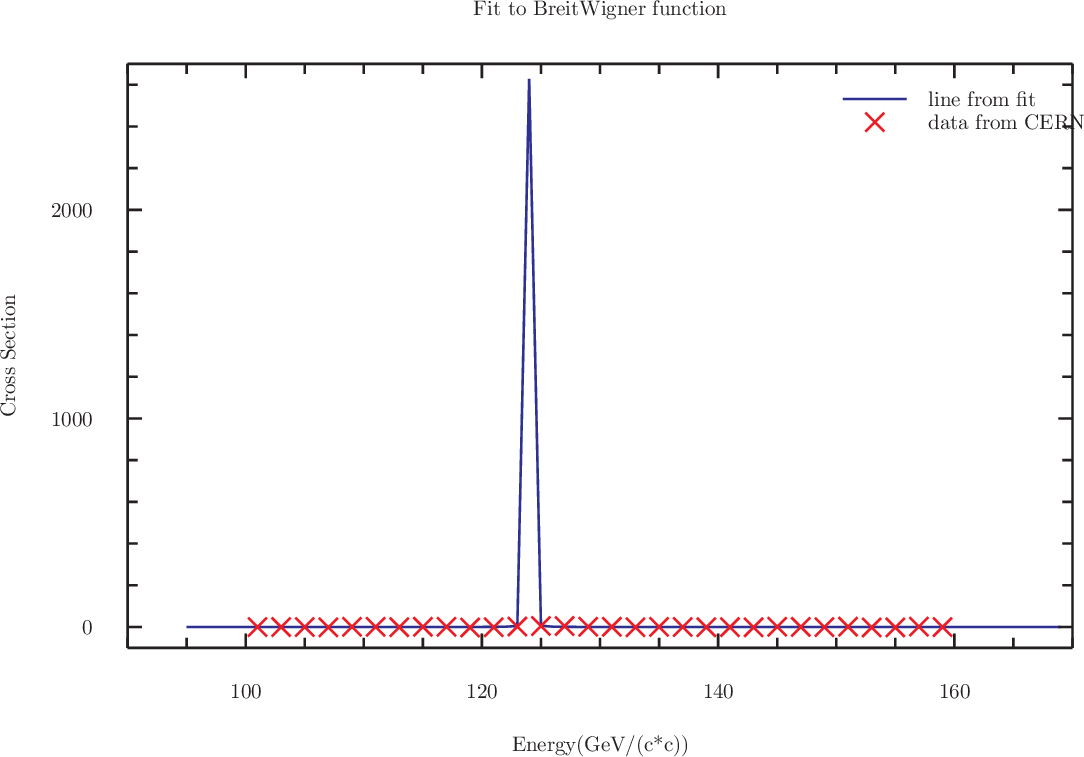 Fit to BreitWigner function
line from fit
data from CERN
2000
1000
0
Cross Section
100
120
140
160
Energy(GeV/(c*c))